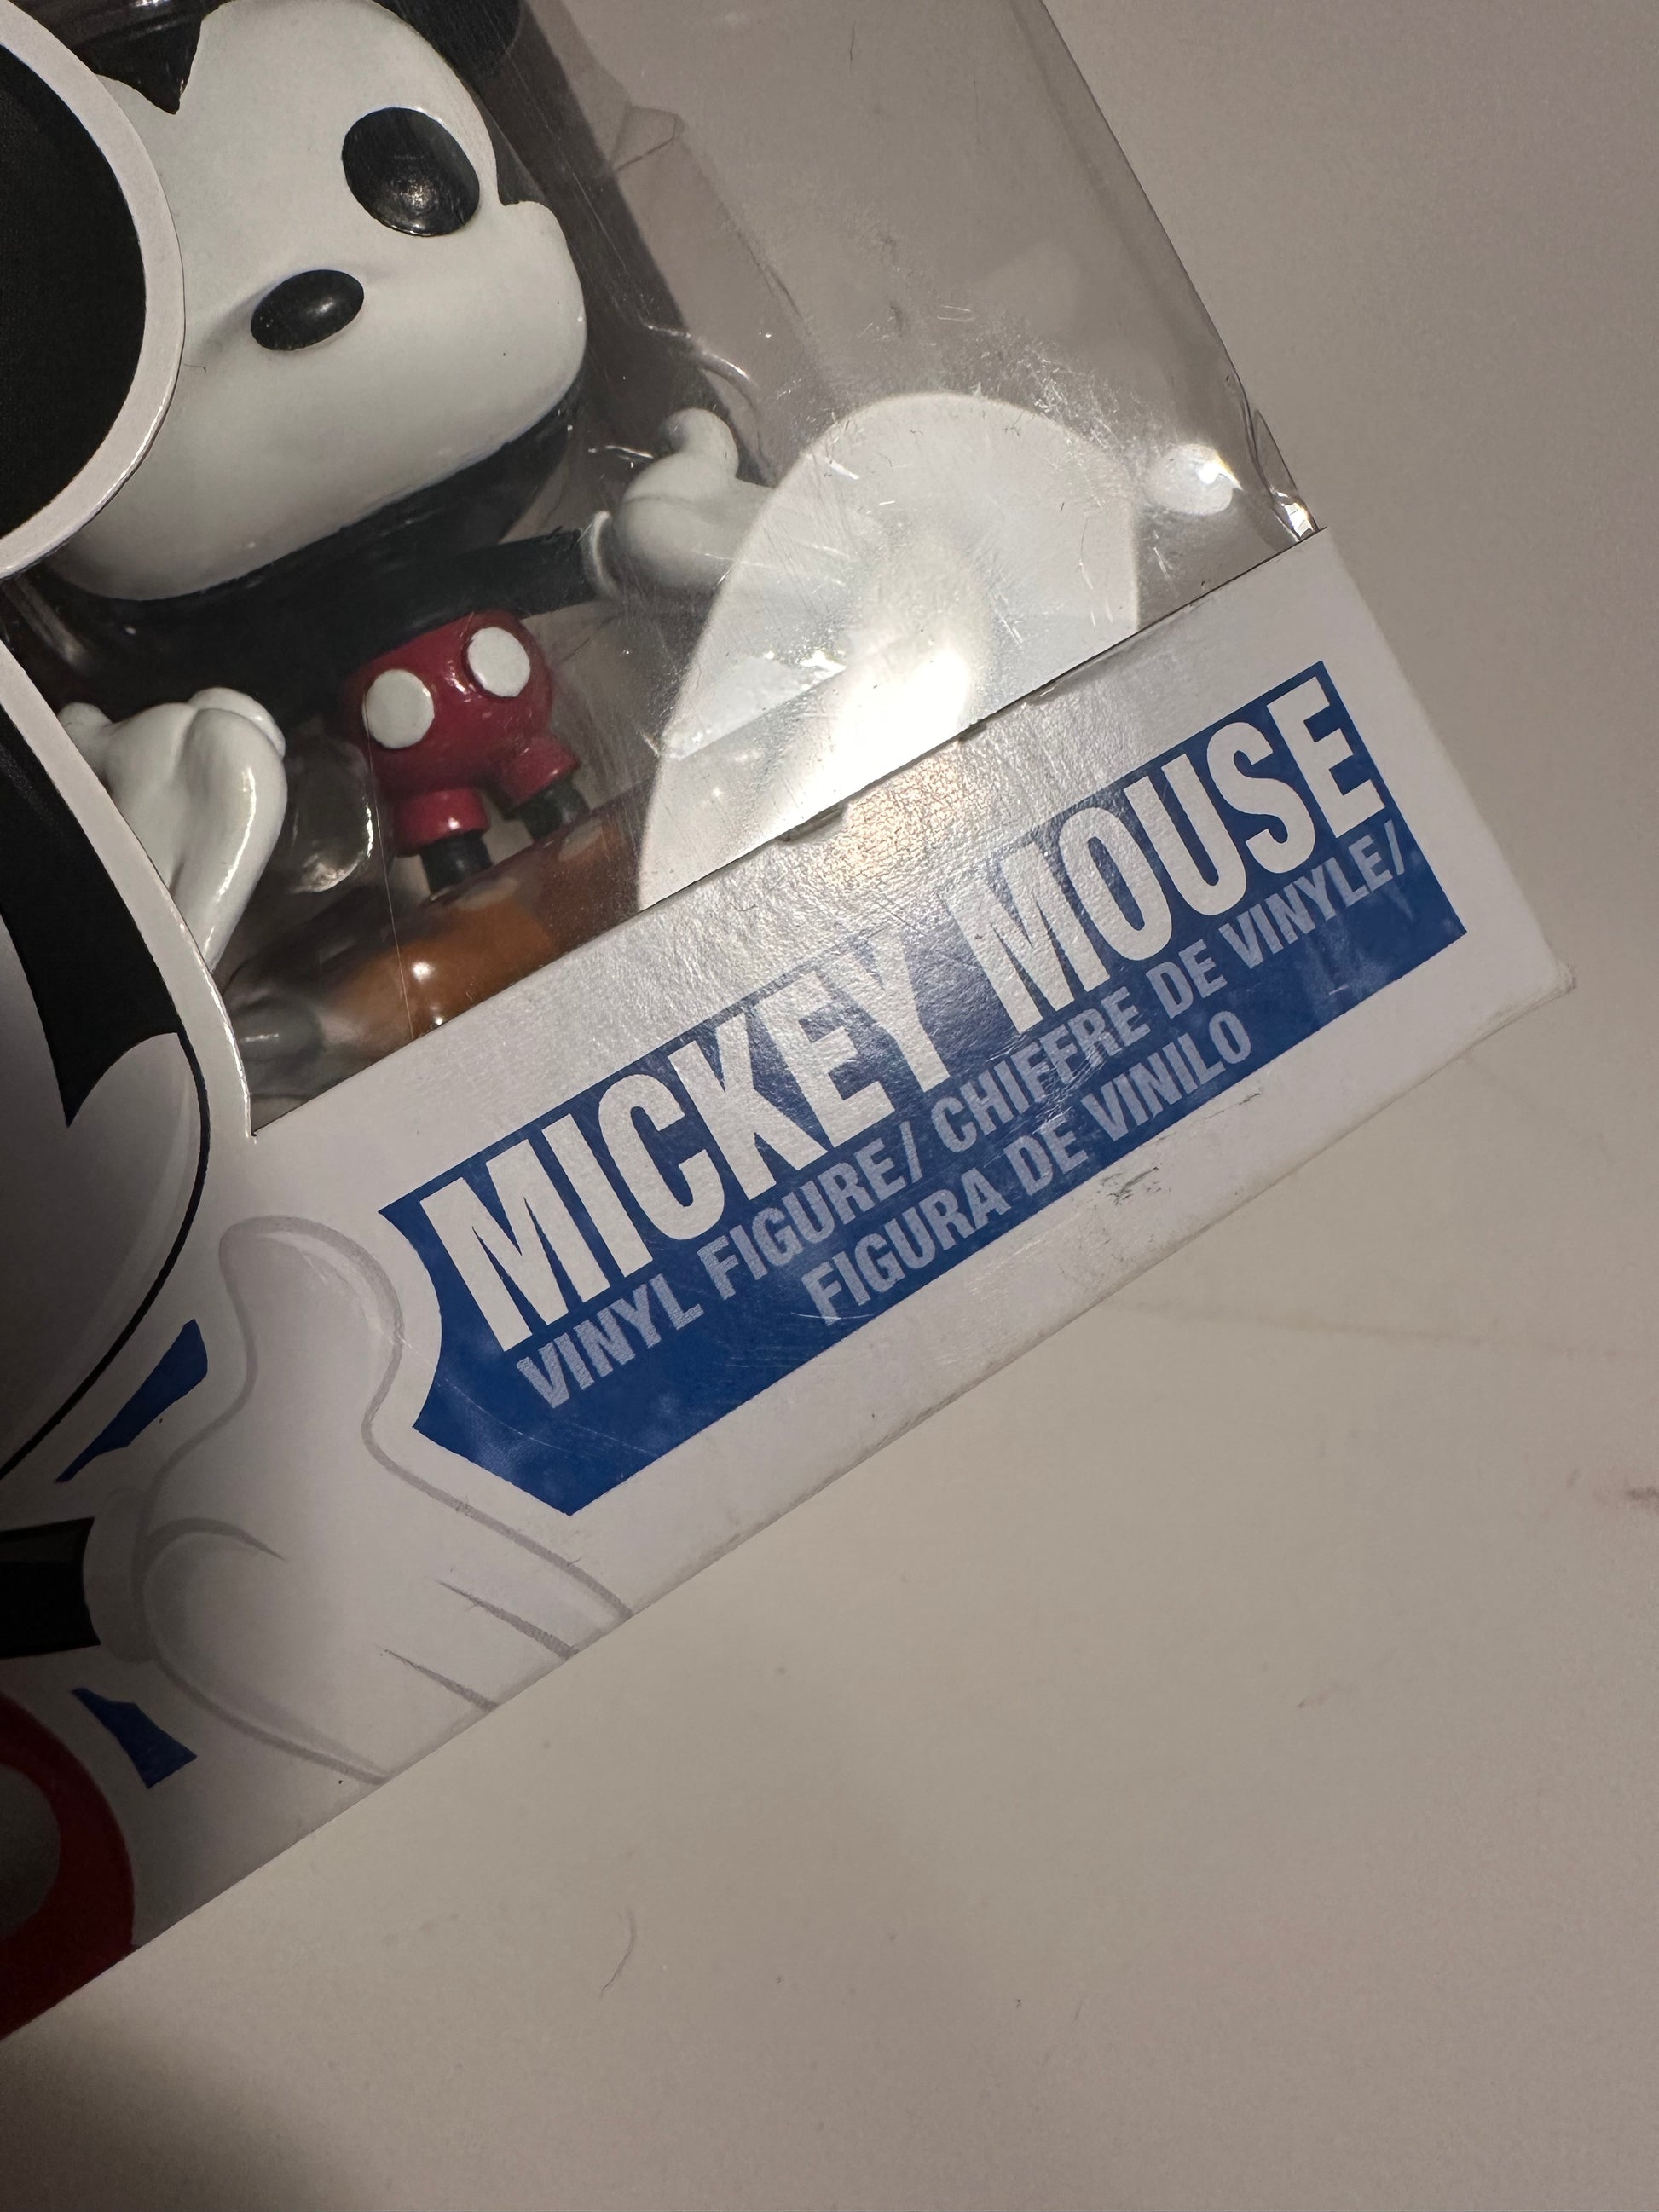 MICKEY MOUSE
VINYL FIGURE/ CHIFFRE DE VINYLE/
FIGURA DE VINILO